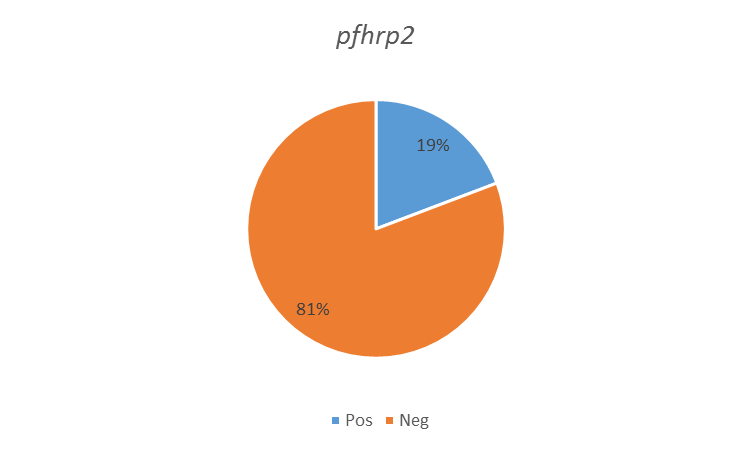 pfhrp2
19%
81%
Pos Neg